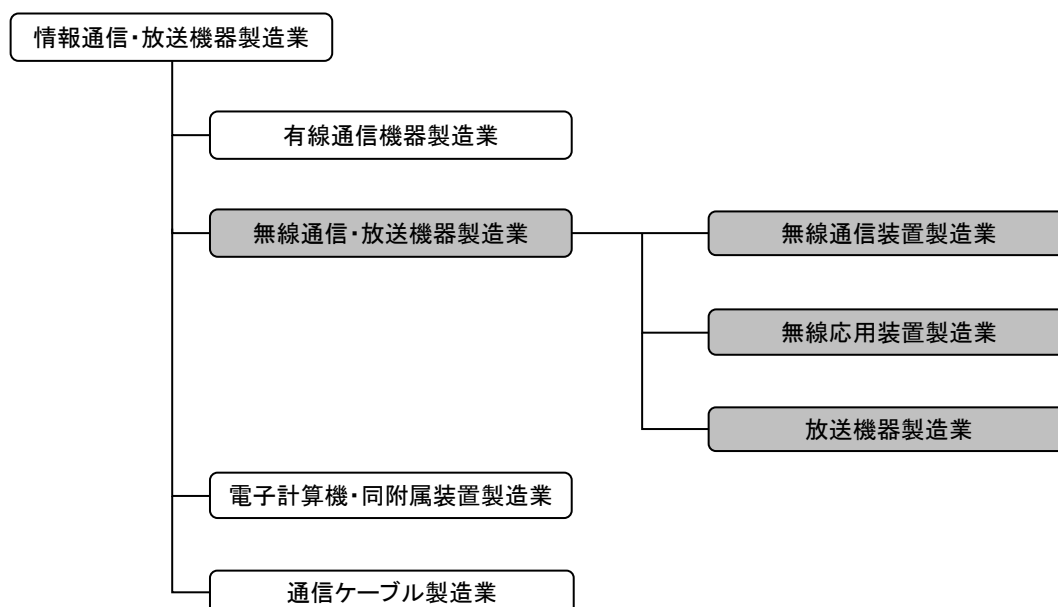 情報通信・放送機器製造業
有線通信機器製造業
無線通信・放送機器製造業
無線通信装置製造業
無線応用装置製造業
放送機器製造業
電子計算機・同附属装置製造業
通信ケーブル製造業